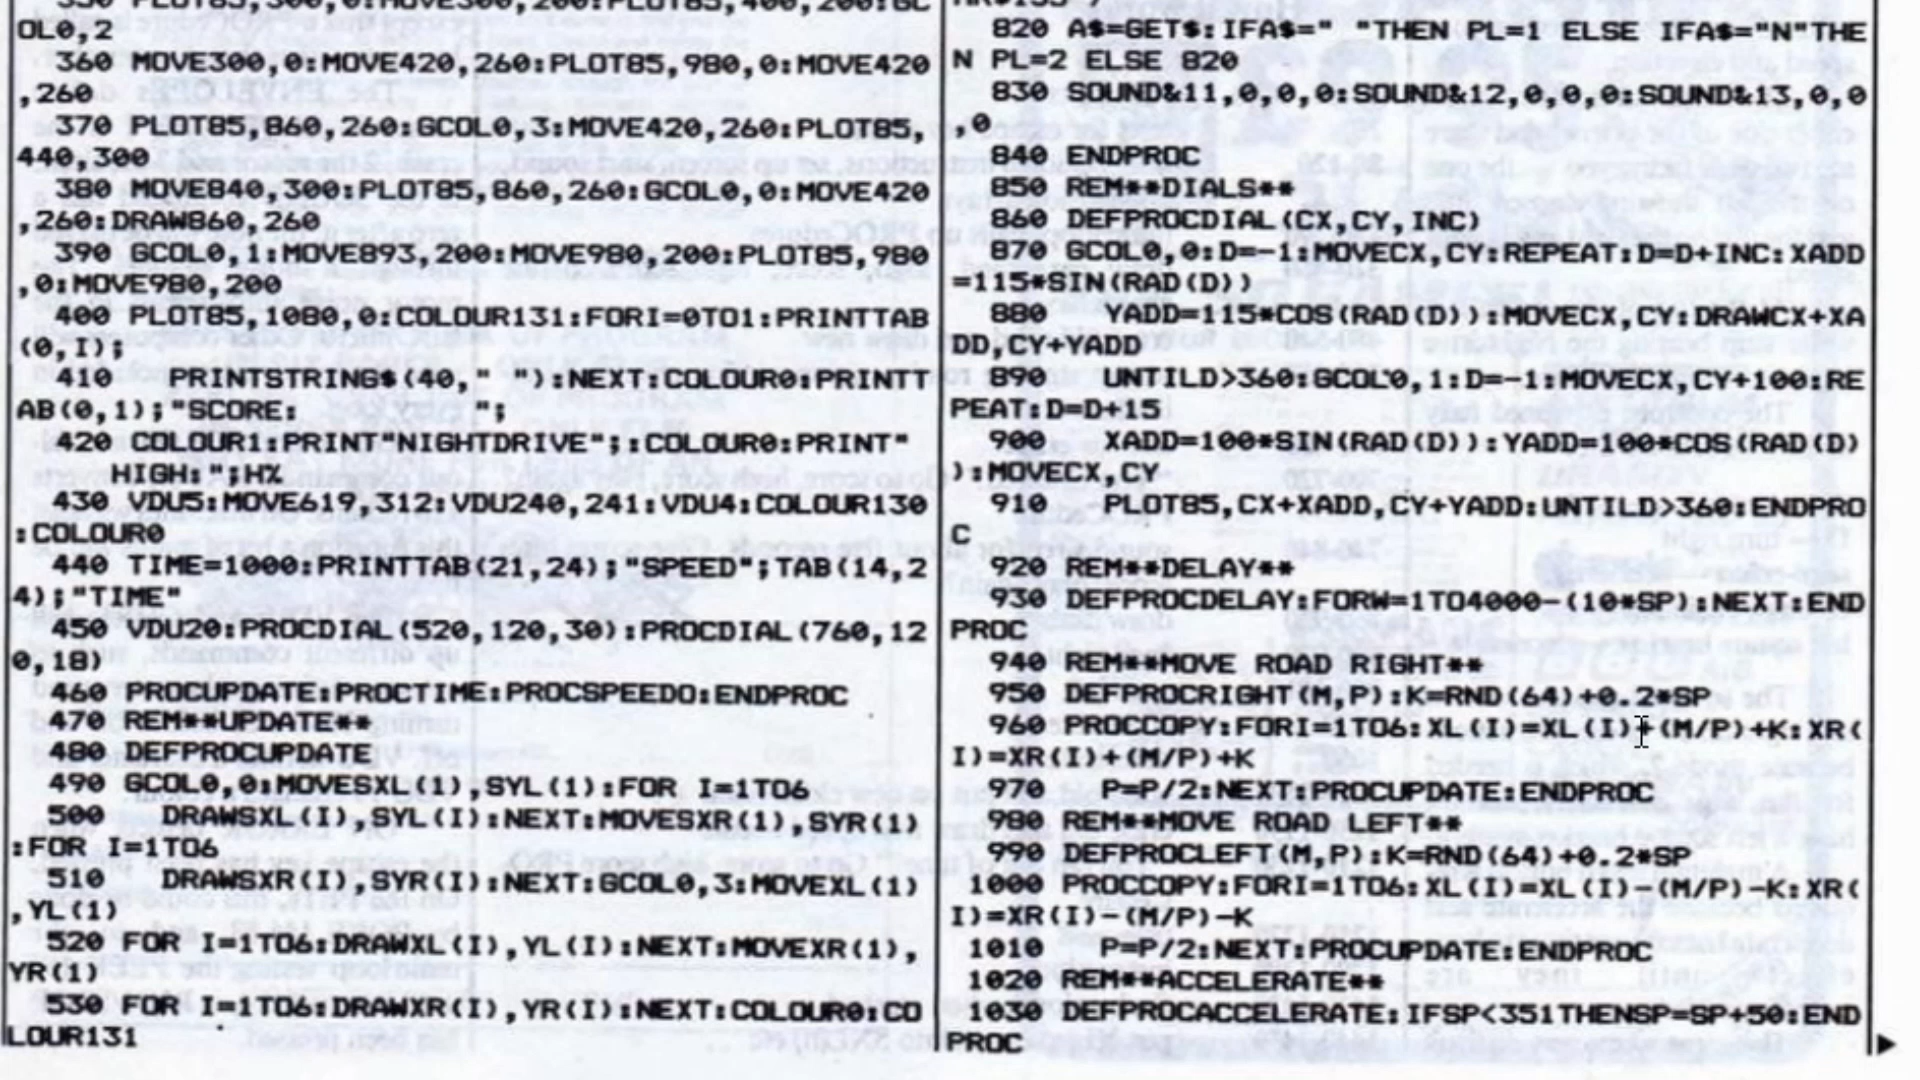 350 PLOT85,300,0:MOVE300,200:PLOT85,400,200:GC
OL0,2
360 MOVE300,0:MOVE420,260:PLOT85,980,0:MOVE420
,260
370 PLOT85,860,260:GCOL0,3:MOVE420,260:PLOT85,
440,300
380 MOVE840,300:PLOT85,860,260:GCOL0,0:MOVE420
,260:DRAW860,260
390 GCOL0,1:MOVE893,200:MOVE980,200:PLOT85,980
,0:MOVE980,200
400 PLOT85,1080,0:COLOUR131:FORI=0TO1:PRINTTAB
(0,I);
410   PRINTSTRING$(40," "):NEXT:COLOUR0:PRINTT
AB(0,1);"SCORE:          ";
420 COLOUR1:PRINT"NIGHTDRIVE";:COLOUR0:PRINT"
     HIGH:";H%
430 VDU5:MOVE619,312:VDU240,241:VDU4:COLOUR130
:COLOUR0
440 TIME=1000:PRINTTAB(21,24);"SPEED";TAB(14,2
4);"TIME"
450 VDU20:PROCDIAL(520,120,30):PROCDIAL(760,12
0,18)
460 PROCUPDATE:PROCTIME:PROCSPEEDO:ENDPROC
470 REM**UPDATE**
480 DEFPROCUPDATE
490 GCOL0,0:MOVESXL(1),SYL(1):FOR I=1TO6
500   DRAWSXL(I),SYL(I):NEXT:MOVESXR(1),SYR(1)
:FOR I=1TO6
510   DRAWSXR(I),SYR(I):NEXT:GCOL0,3:MOVEXL(1)
,YL(1)
520 FOR I=1TO6:DRAWXL(I),YL(I):NEXT:MOVEXR(1),
YR(1)
530 FOR I=1TO6:DRAWXR(I),YR(I):NEXT:COLOUR0:CO
LOUR131
820 A$=GET$:IFA$=" "THEN PL=1 ELSE IFA$="N"THE
N PL=2 ELSE 820
830 SOUND&11,0,0,0:SOUND&12,0,0,0:SOUND&13,0,0
,0
840 ENDPROC
850 REM**DIALS**
860 DEFPROCDIAL(CX,CY,INC)
870 GCOL0,0:D=-1:MOVECX,CY:REPEAT:D=D+INC:XADD
=115*SIN(RAD(D))
880   YADD=115*COS(RAD(D)):MOVECX,CY:DRAWCX+XA
DD,CY+YADD
890   UNTILD>360:GCOL0,1:D=-1:MOVECX,CY+100:RE
PEAT:D=D+15
900   XADD=100*SIN(RAD(D)):YADD=100*COS(RAD(D)
):MOVECX,CY
910   PLOT85,CX+XADD,CY+YADD:UNTILD>360:ENDPRO
C
920 REM**DELAY**
930 DEFPROCDELAY:FORW=1TO4000-(10*SP):NEXT:END
PROC
940 REM**MOVE ROAD RIGHT**
950 DEFPROCRIGHT(M,P):K=RND(64)+0.2*SP
960 PROCCOPY:FORI=1TO6:XL(I)=XL(I)+(M/P)+K:XR(
I)=XR(I)+(M/P)+K
970   P=P/2:NEXT:PROCUPDATE:ENDPROC
980 REM**MOVE ROAD LEFT**
990 DEFPROCLEFT(M,P):K=RND(64)+0.2*SP
1000 PROCCOPY:FORI=1TO6:XL(I)=XL(I)-(M/P)-K:XR(
I)=XR(I)-(M/P)-K
1010   P=P/2:NEXT:PROCUPDATE:ENDPROC
1020 REM**ACCELERATE**
1030 DEFPROCACCELERATE:IFSP<351THENSP=SP+50:END
PROC